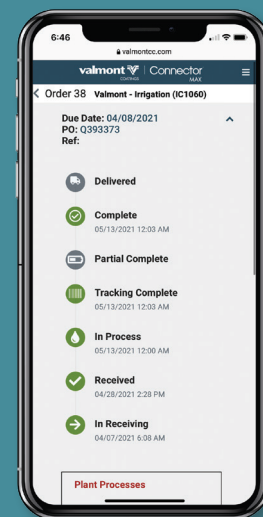 6:46
valmontcc.com
valmont Connector
COATINGS MAX
Order 38 Valmont - Irrigation (IC1060)
Due Date: 04/08/2021
PO: Q393373
Ref:
Delivered
Complete
05/13/2021 12:03 AM
Partial Complete
Tracking Complete
05/13/2021 12:03 AM
In Process
05/13/2021 12:00 AM
Received
04/28/2021 2:28 PM
In Receiving
04/07/2021 6:08 AM
Plant Processes